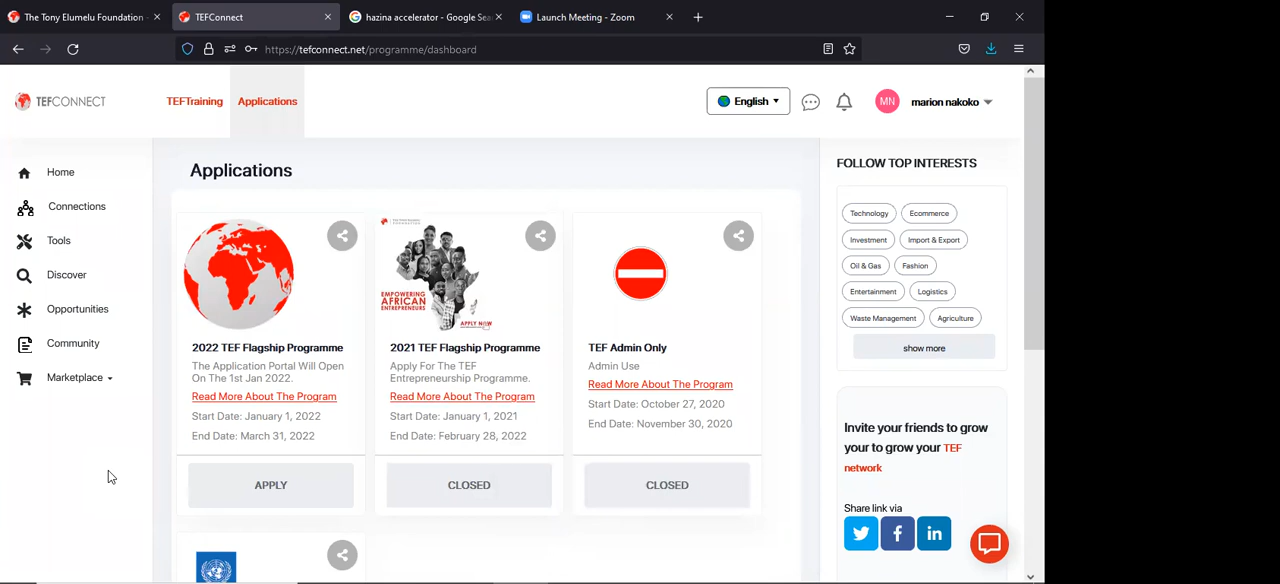 The Tony Elumelu Foundation -
TEFConnect
hazina accelerator - Google Sea
Launch Meeting - Zoom
https://tefconnect.net/programme/dashboard
TEFCONNECT
TEFTraining
Applications
English
MN
marion nakoko
Home
Connections
Tools
Discover
Opportunities
Community
Marketplace
Applications
EMPOWERING
AFRICAN
ENTREPRENEURS
APPLY NOW
2022 TEF Flagship Programme
The Application Portal Will Open
On The 1st Jan 2022.
Read More About The Program
Start Date: January 1, 2022
End Date: March 31, 2022
APPLY
2021 TEF Flagship Programme
Apply For The TEF
Entrepreneurship Programme.
Read More About The Program
Start Date: January 1, 2021
End Date: February 28, 2022
CLOSED
TEF Admin Only
Admin Use
Read More About The Program
Start Date: October 27, 2020
End Date: November 30, 2020
CLOSED
FOLLOW TOP INTERESTS
Technology
Ecommerce
Investment
Import & Export
Oil & Gas
Fashion
Entertainment
Logistics
Waste Management
Agriculture
show more
Invite your friends to grow
your to grow your TEF
network
Share link via